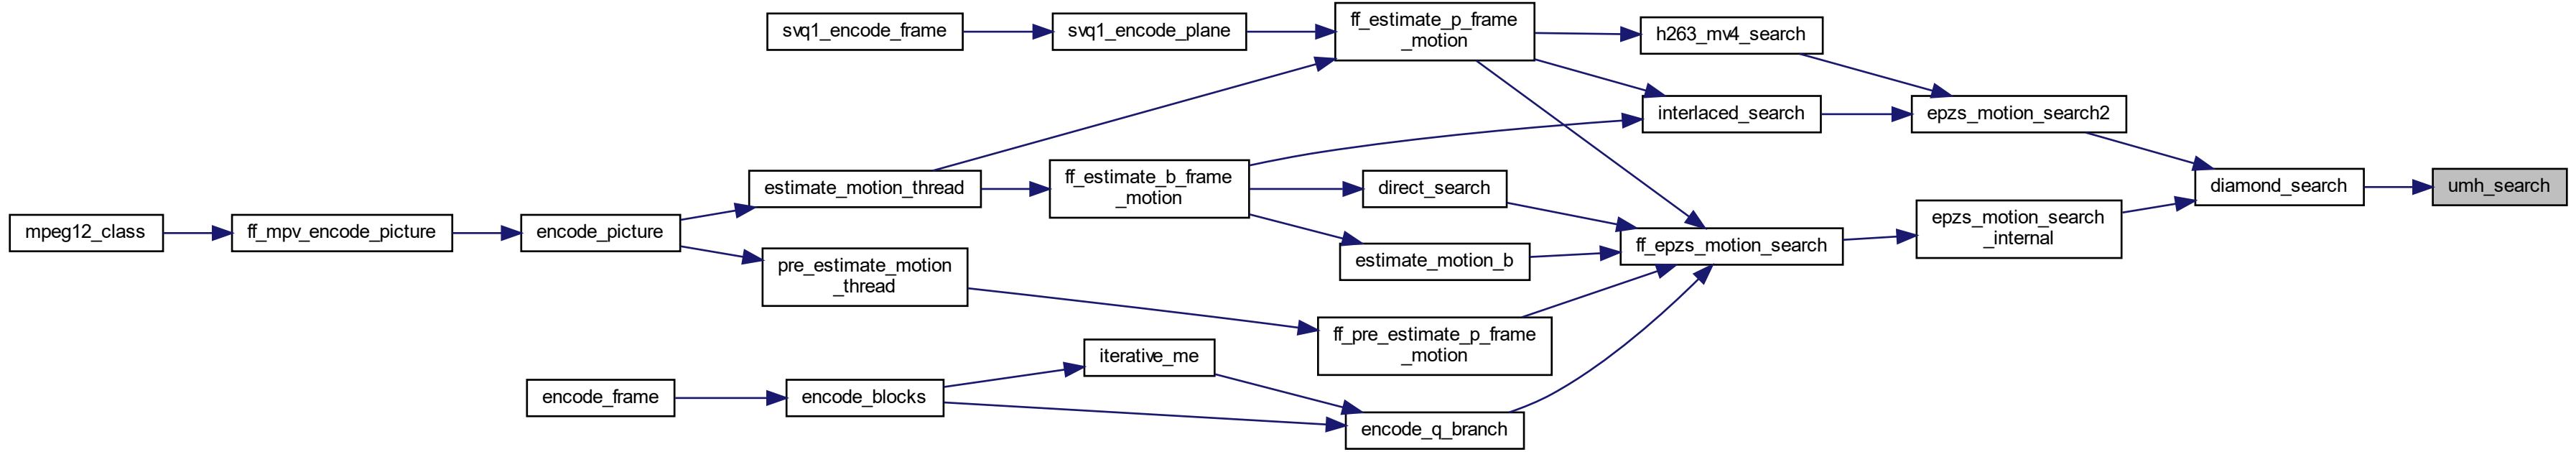 svq1_encode_frame
svq1_encode_plane
ff_estimate_p_frame
_motion
h263_mv4_search
interlaced_search
epzs_motion_search2
estimate_motion_thread
ff_estimate_b_frame
_motion
direct_search
diamond_search
umh_search
mpeg12_class
ff_mpv_encode_picture
encode_picture
epzs_motion_search
_internal
ff_epzs_motion_search
estimate_motion_b
pre_estimate_motion
_thread
ff_pre_estimate_p_frame
_motion
iterative_me
encode_frame
encode_blocks
encode_q_branch